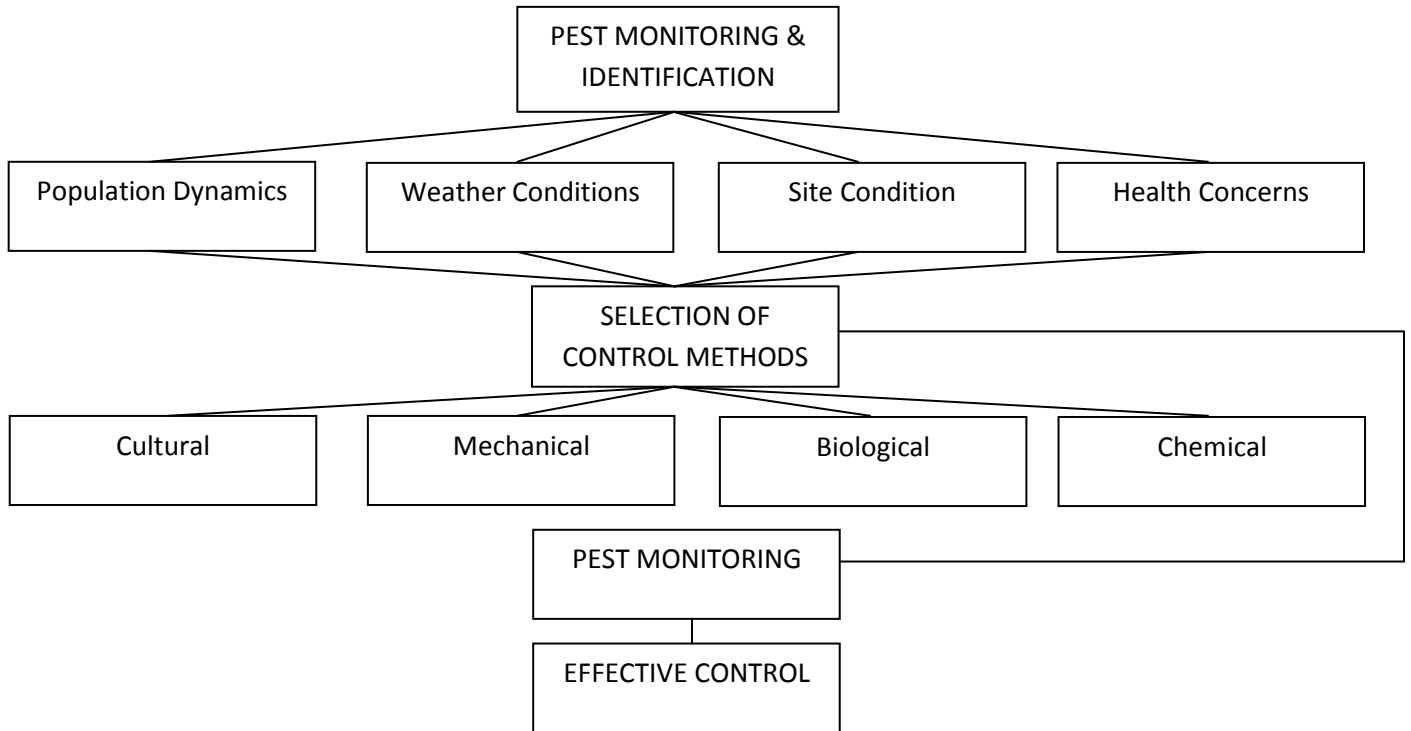 PEST MONITORING &
IDENTIFICATION
Population Dynamics
Weather Conditions
Site Condition
Health Concerns
SELECTION OF
CONTROL METHODS
Cultural
Mechanical
Biological
Chemical
PEST MONITORING
EFFECTIVE CONTROL